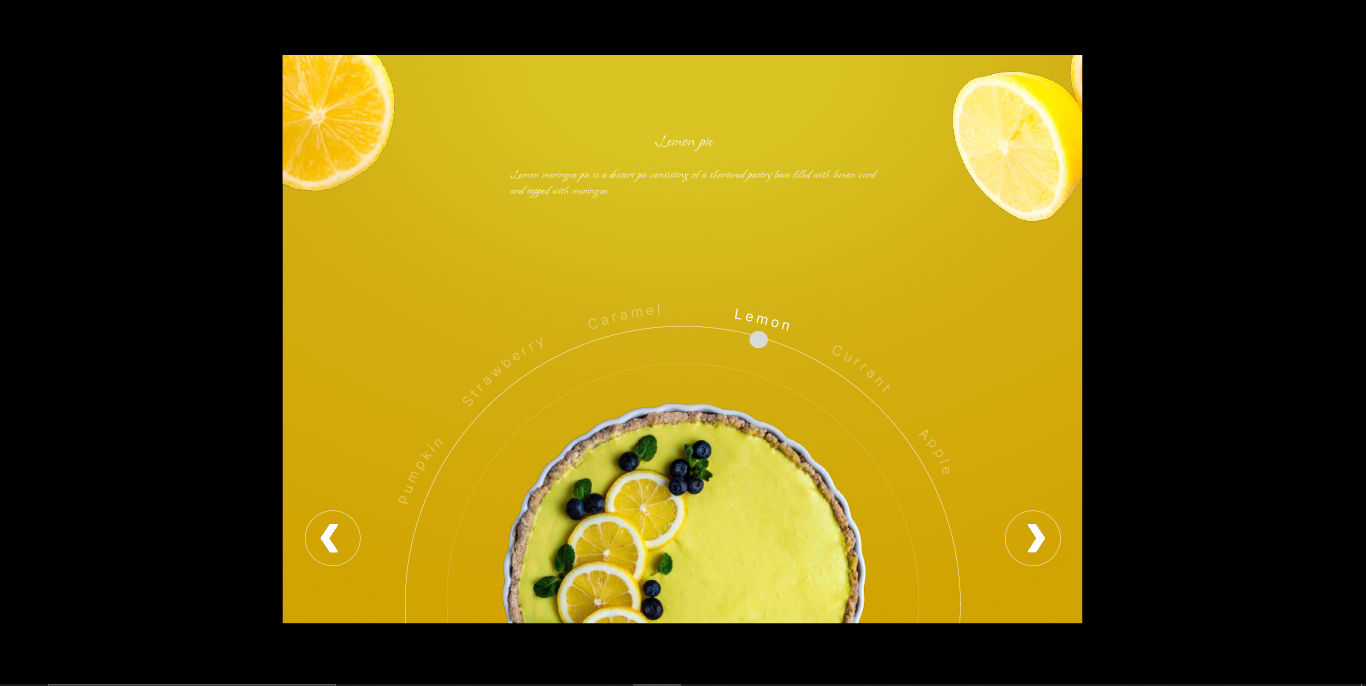 Lemon pie
Lemon meringue pie is a dessert pie consisting of a shortened pastry base filled with lemon curd
and topped with meringue.
Caramel
Lemon
Strawberry
Currant
Pumpkin
Apple